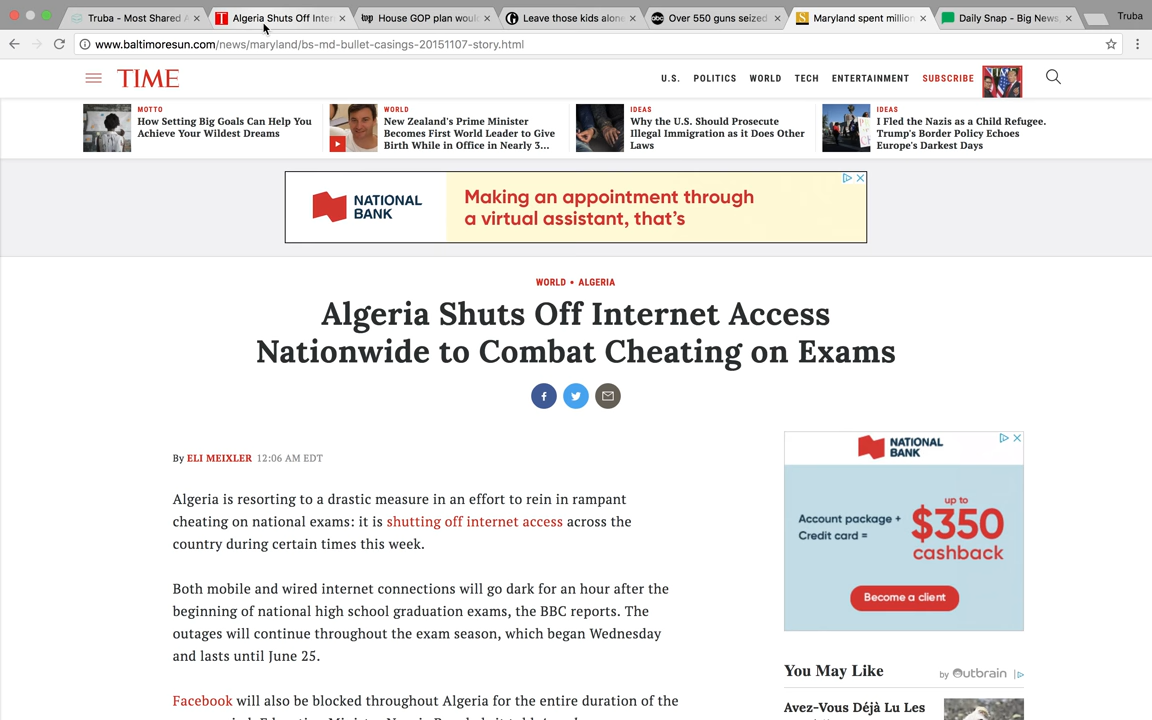 Truba - Most Shared A
Algeria Shuts Off Inter
House GOP plan woul
Leave those kids alone
Over 550 guns seized
Maryland spent million
Daily Snap - Big News,
Truba
www.baltimoresun.com/news/maryland/bs-md-bullet-casings-20151107-story.html
TIME
U.S. POLITICS WORLD TECH ENTERTAINMENT SUBSCRIBE
MOTTO
How Setting Big Goals Can Help You
Achieve Your Wildest Dreams
WORLD
New Zealand's Prime Minister
Becomes First World Leader to Give
Birth While in Office in Nearly 3...
IDEAS
Why the U.S. Should Prosecute
Illegal Immigration as it Does Other
Laws
IDEAS
I Fled the Nazis as a Child Refugee.
Trump's Border Policy Echoes
Europe's Darkest Days
NATIONAL
BANK
Making an appointment through
a virtual assistant, that's
WORLD • ALGERIA
Algeria Shuts Off Internet Access
Nationwide to Combat Cheating on Exams
By ELI MEIXLER 12:06 AM EDT
Algeria is resorting to a drastic measure in an effort to rein in rampant
cheating on national exams: it is shutting off internet access across the
country during certain times this week.
Both mobile and wired internet connections will go dark for an hour after the
beginning of national high school graduation exams, the BBC reports. The
outages will continue throughout the exam season, which began Wednesday
and lasts until June 25.
Facebook will also be blocked throughout Algeria for the entire duration of the
NATIONAL
BANK
Account package +
Credit card =
up to
$350
cashback
Become a client
You May Like
by Outbrain
Avez-Vous Déjà Lu Les